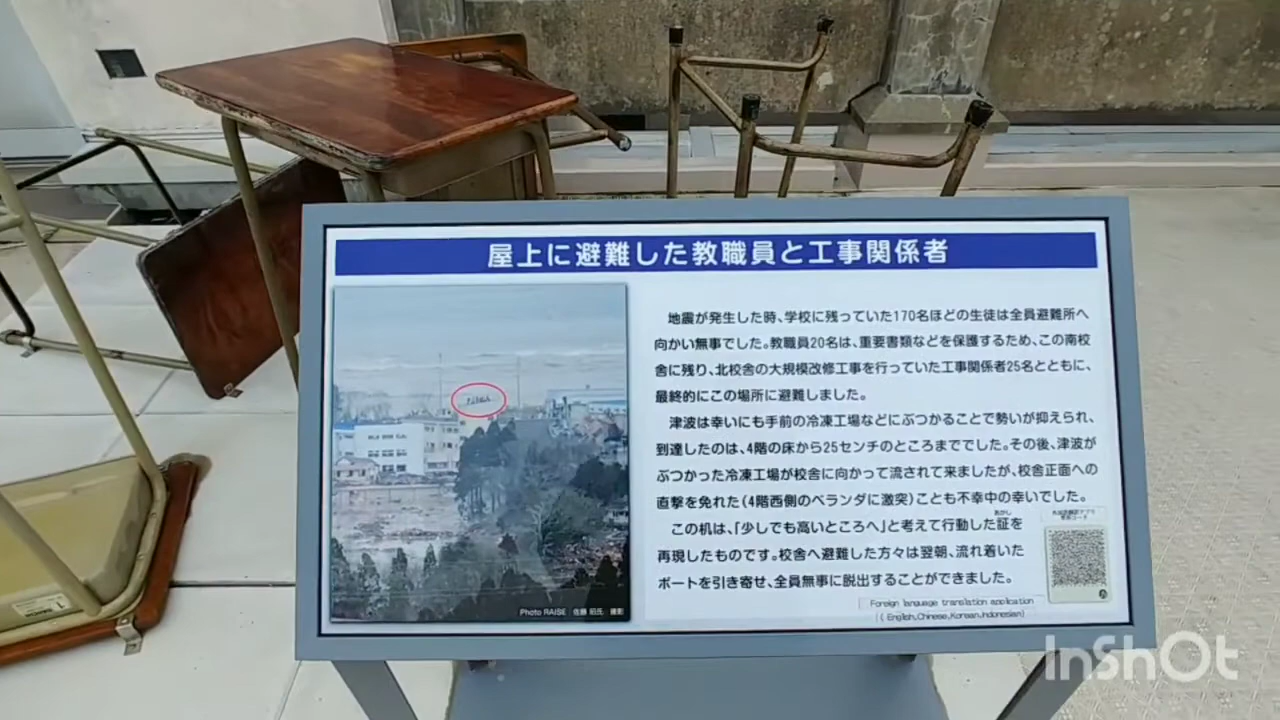 屋上に避難した教職員と工事関係者
地震が発生した時、学校に残っていた170名ほどの生徒は全員避難所へ
向かい無事でした。教職員20名は、重要書類などを保護するため、この南校
舎に残り、北校舎の大規模改修工事を行っていた工事関係者25名とともに、
最終的にこの場所に避難しました。
津波は幸いにも手前の冷凍工場などにぶつかることで勢いが抑えられ、
到達したのは、4階の床から25センチのところまででした。その後、津波が
ぶつかった冷凍工場が校舎に向かって流されて来ましたが、校舎正面への
直撃を免れた(4階西側のベランダに激突)ことも不幸中の幸いでした。
この机は、「少しでも高いところへ」と考えて行動した証を
再現したものです。校舎へ避難した方々は翌朝、流れ着いた
ボートを引き寄せ、全員無事に脱出することができました。
Photo RAISE 佐藤 昭氏 撮影
Foreign language translation application
(English,Chinese,Korean,Indonesian)
InShOt